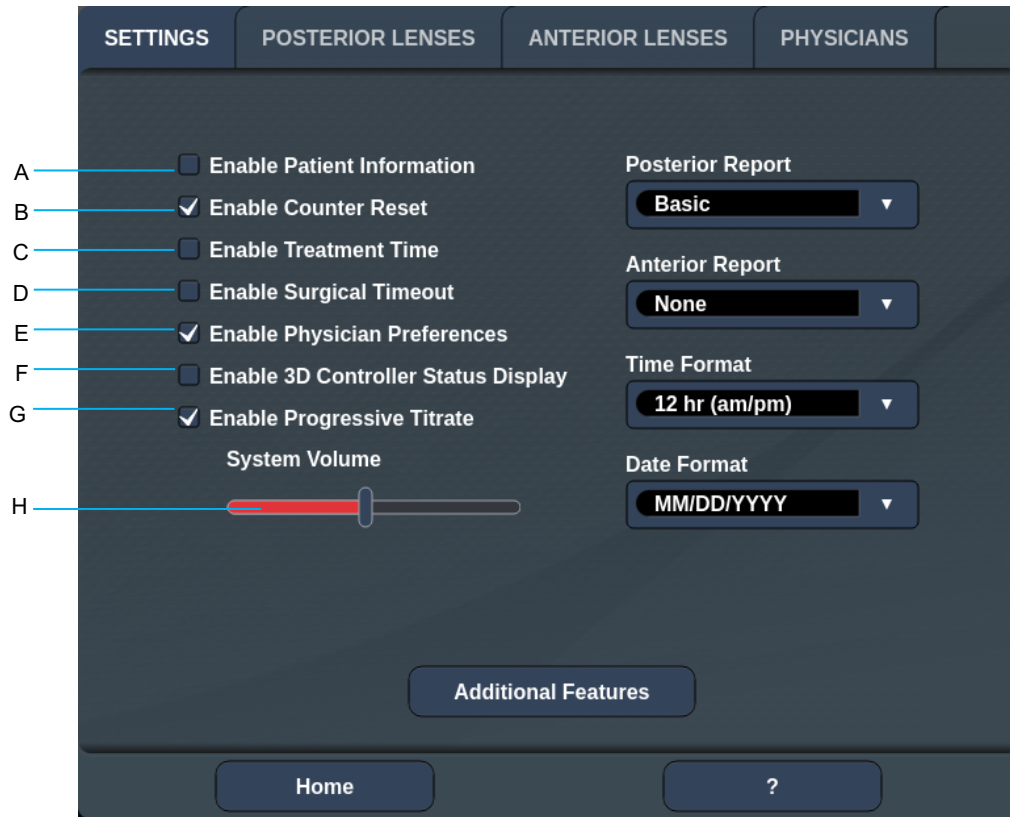 SETTINGS POSTERIOR LENSES ANTERIOR LENSES PHYSICIANS
A Enable Patient Information
B Enable Counter Reset
C Enable Treatment Time
D Enable Surgical Timeout
E Enable Physician Preferences
F Enable 3D Controller Status Display
G Enable Progressive Titrate
System Volume
H
Posterior Report
Basic
Anterior Report
None
Time Format
12 hr (am/pm)
Date Format
MM/DD/YYYY
Additional Features
Home ?